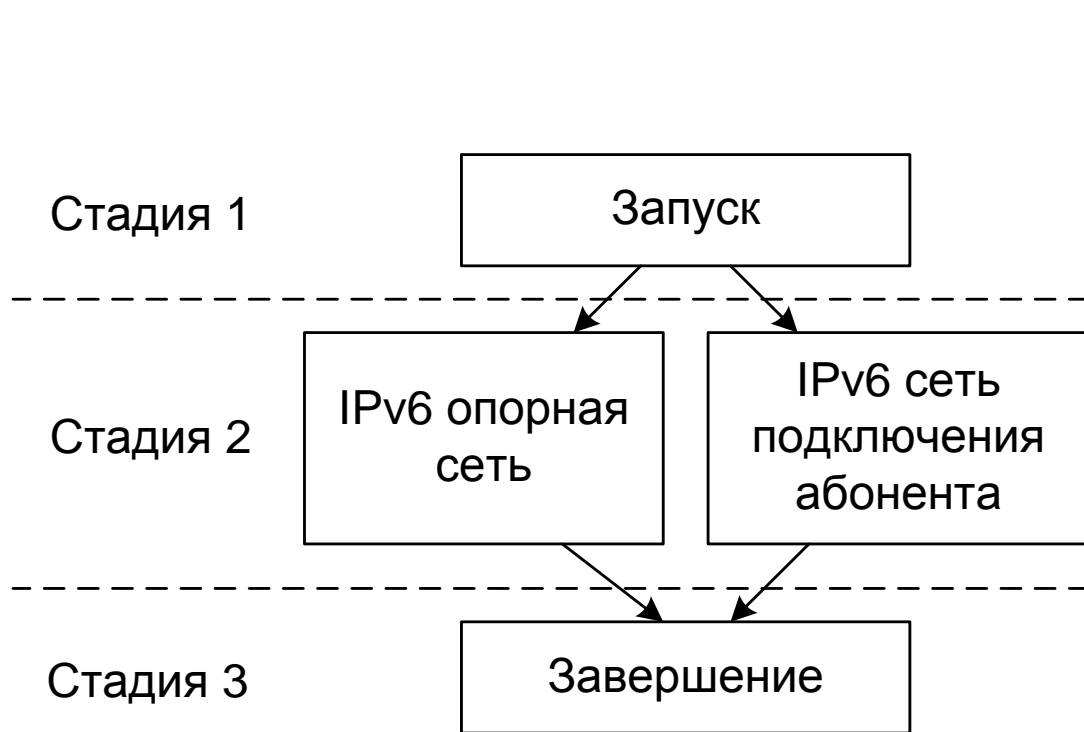 Стадия 1
Запуск
Стадия 2
IPv6 опорная
сеть
IPv6 сеть
подключения
абонента
Стадия 3
Завершение